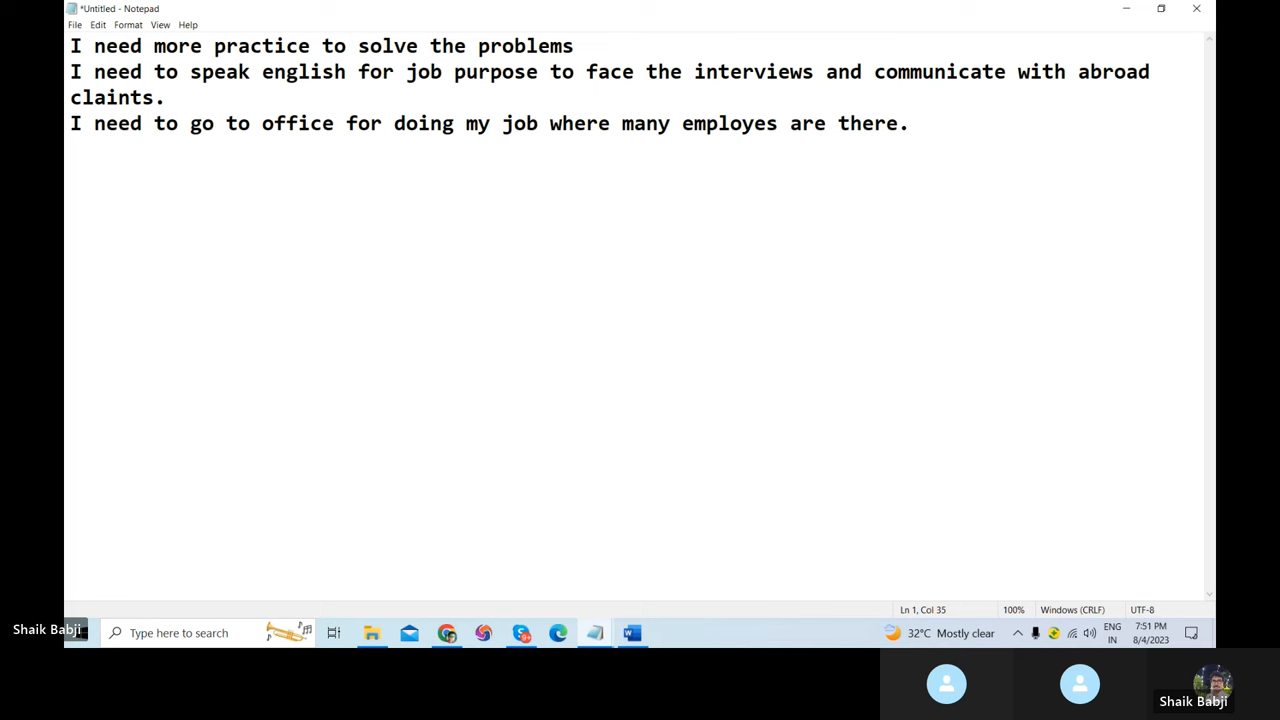 *Untitled - Notepad
File Edit Format View Help
I need more practice to solve the problems
I need to speak english for job purpose to face the interviews and communicate with abroad
claints.
I need to go to office for doing my job where many employes are there.
Ln 1, Col 35 100% Windows (CRLF) UTF-8
Shaik Babji
Type here to search
32°C Mostly clear
ENG
IN
7:51 PM
8/4/2023
Shaik Babji